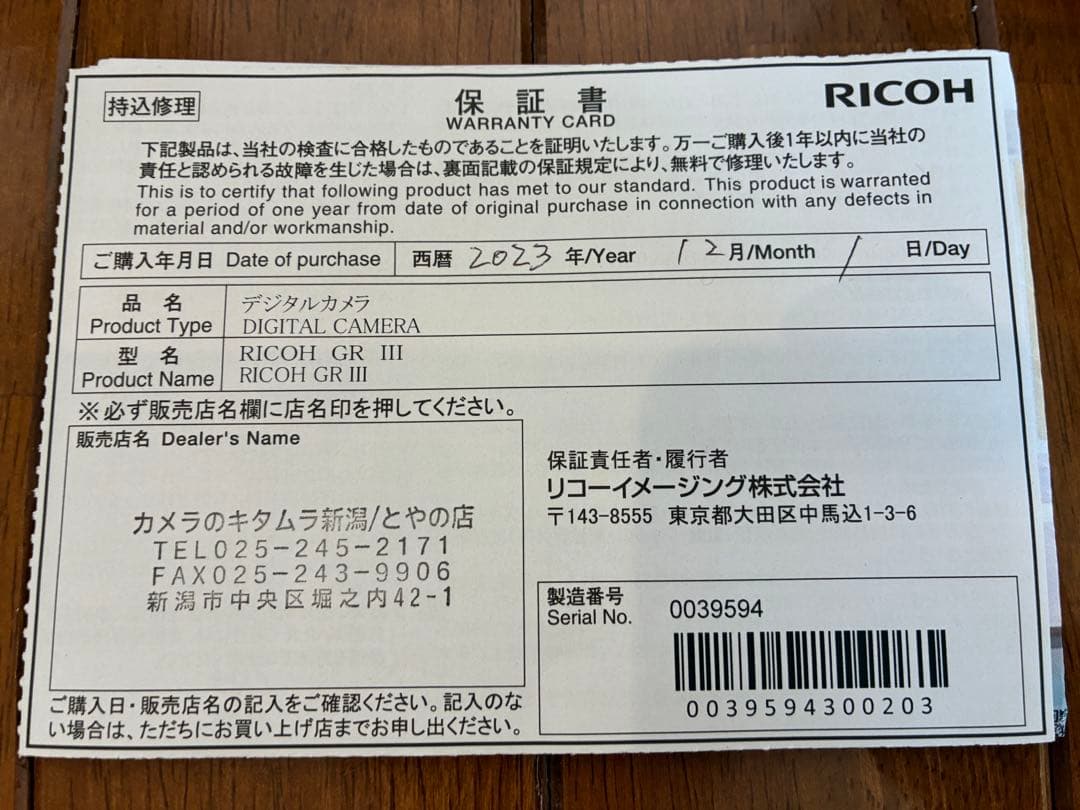 持込修理
保証書
WARRANTY CARD
RICOH
下記製品は、当社の検査に合格したものであることを証明いたします。万一ご購入後1年以内に当社の
責任と認められる故障を生じた場合は、裏面記載の保証規定により、無料で修理いたします。
This is to certify that following product has met to our standard. This product is warranted
for a period of one year from date of original purchase in connection with any defects in
material and/or workmanship.
ご購入年月日 Date of purchase 西暦 2023 年/Year 12 月/Month 1 日/Day
品 名
Product Type
デジタルカメラ
DIGITAL CAMERA
型 名
Product Name
RICOH GR III
RICOH GR III
※必ず販売店名欄に店名印を押してください。
販売店名 Dealer's Name
カメラのキタムラ新潟/とやの店
TEL025-245-2171
FAX025-243-9906
新潟市中央区堀之内42-1
ご購入日・販売店名の記入をご確認ください。記入のな
い場合は、ただちにお買い上げ店までお申し出ください。
保証責任者・履行者
リコーイメージング株式会社
〒143-8555 東京都大田区中馬込1-3-6
製造番号
Serial No.
0039594
0039594300203